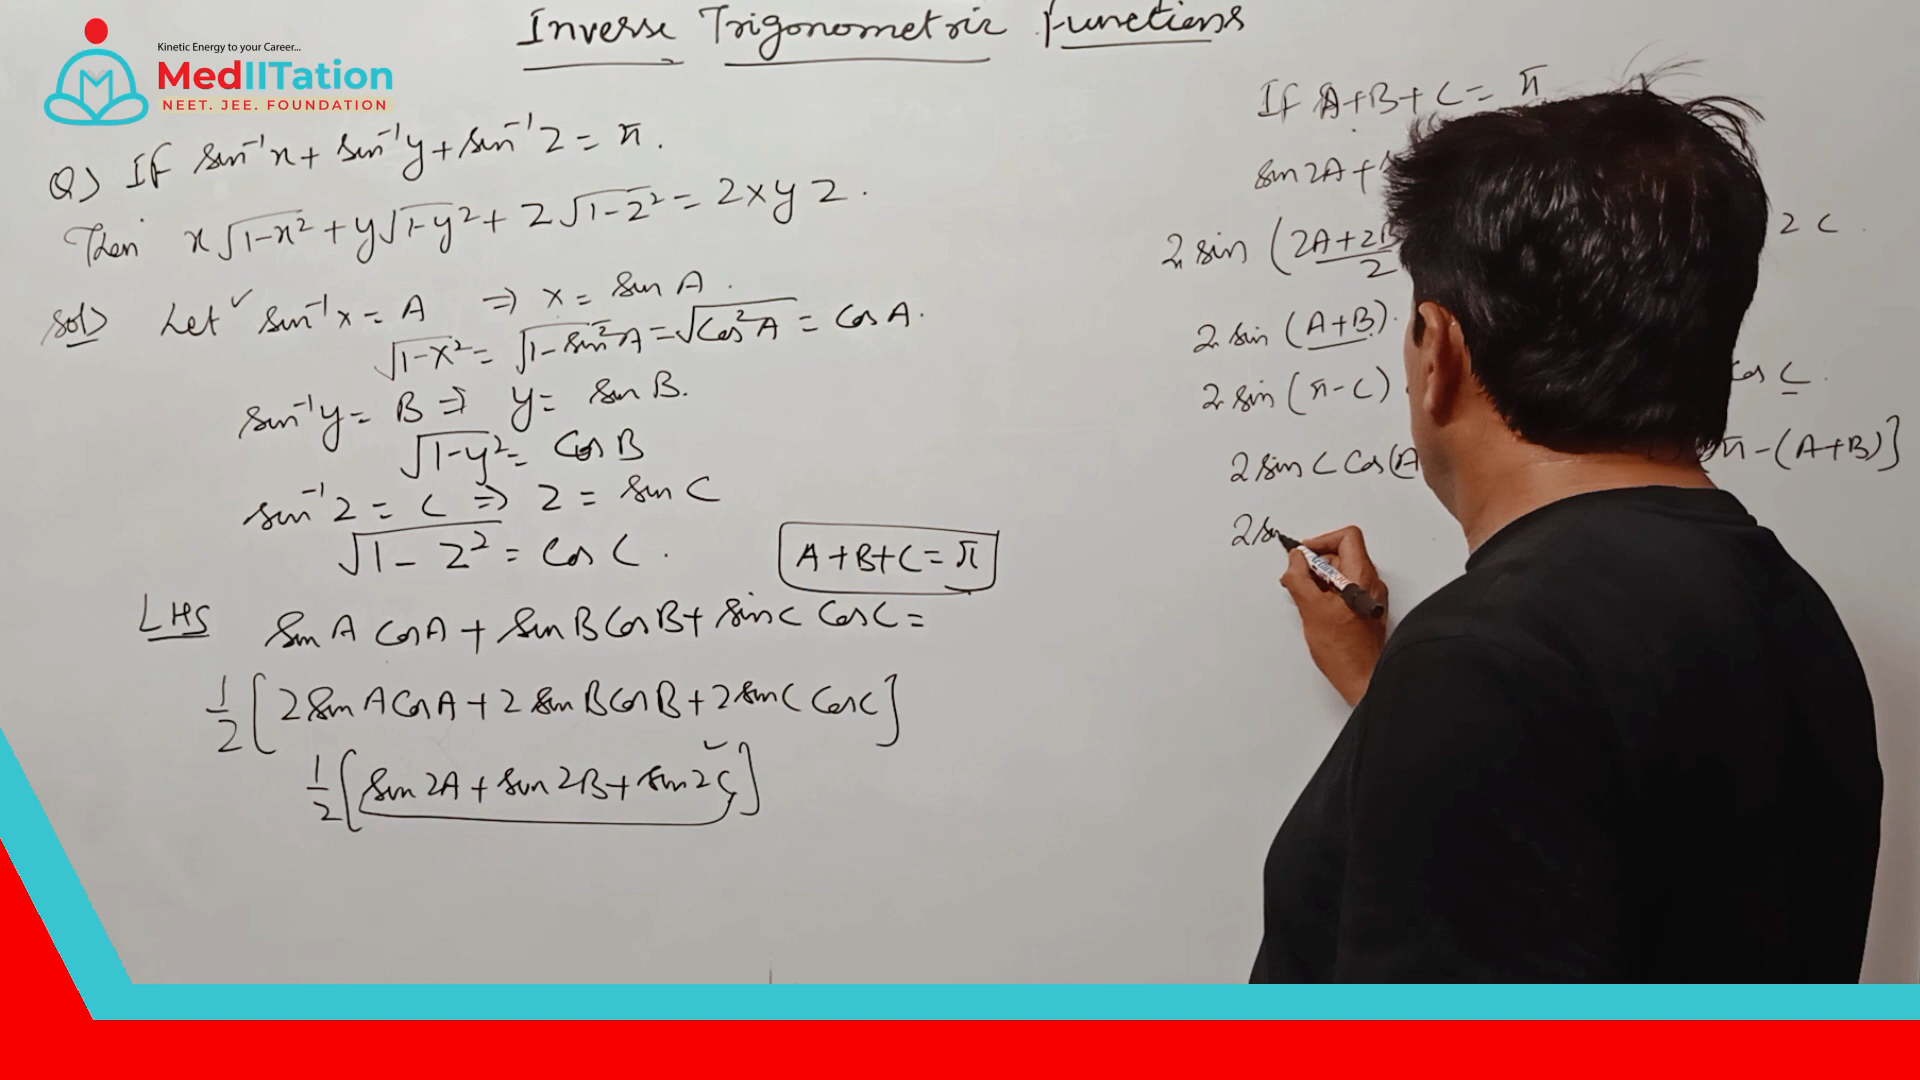 Inverse Trigonometric Functions
Kinetic Energy to your Career...
MedIITation
NEET. JEE. FOUNDATION
Q) If sin⁻¹x + sin⁻¹y + sin⁻¹z = π.
Then x√1-x² + y√1-y² + z√1-z² = 2xyz.
Sol) Let sin⁻¹x = A ⇒ x = sin A.
√1-x² = √1-sin²A = √cos²A = cos A.
sin⁻¹y = B ⇒ y = sin B.
√1-y² = cos B
sin⁻¹z = C ⇒ z = sin C
√1-z² = cos C.
A+B+C = π
LHS sin A cos A + sin B cos B + sin C cos C =
1/2 [2 sin A cos A + 2 sin B cos B + 2 sin C cos C]
1/2 [sin 2A + sin 2B + sin 2C]
If A+B+C = π
sin 2A +
2 sin (2A+2B/2 2C.
2 sin (A+B).
2 sin (π-C) cos C.
2 sin C cos(A π-(A+B)]
2 sin